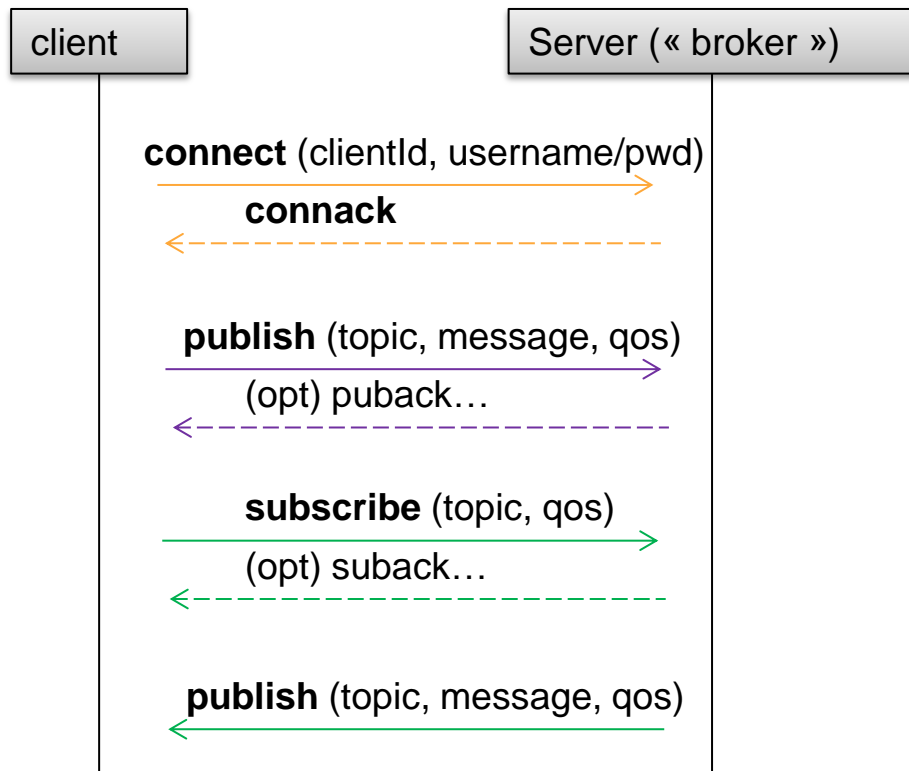 client
Server (« broker »)
connect (clientId, username/pwd)
connack
publish (topic, message, qos)
(opt) puback…
subscribe (topic, qos)
(opt) suback…
publish (topic, message, qos)